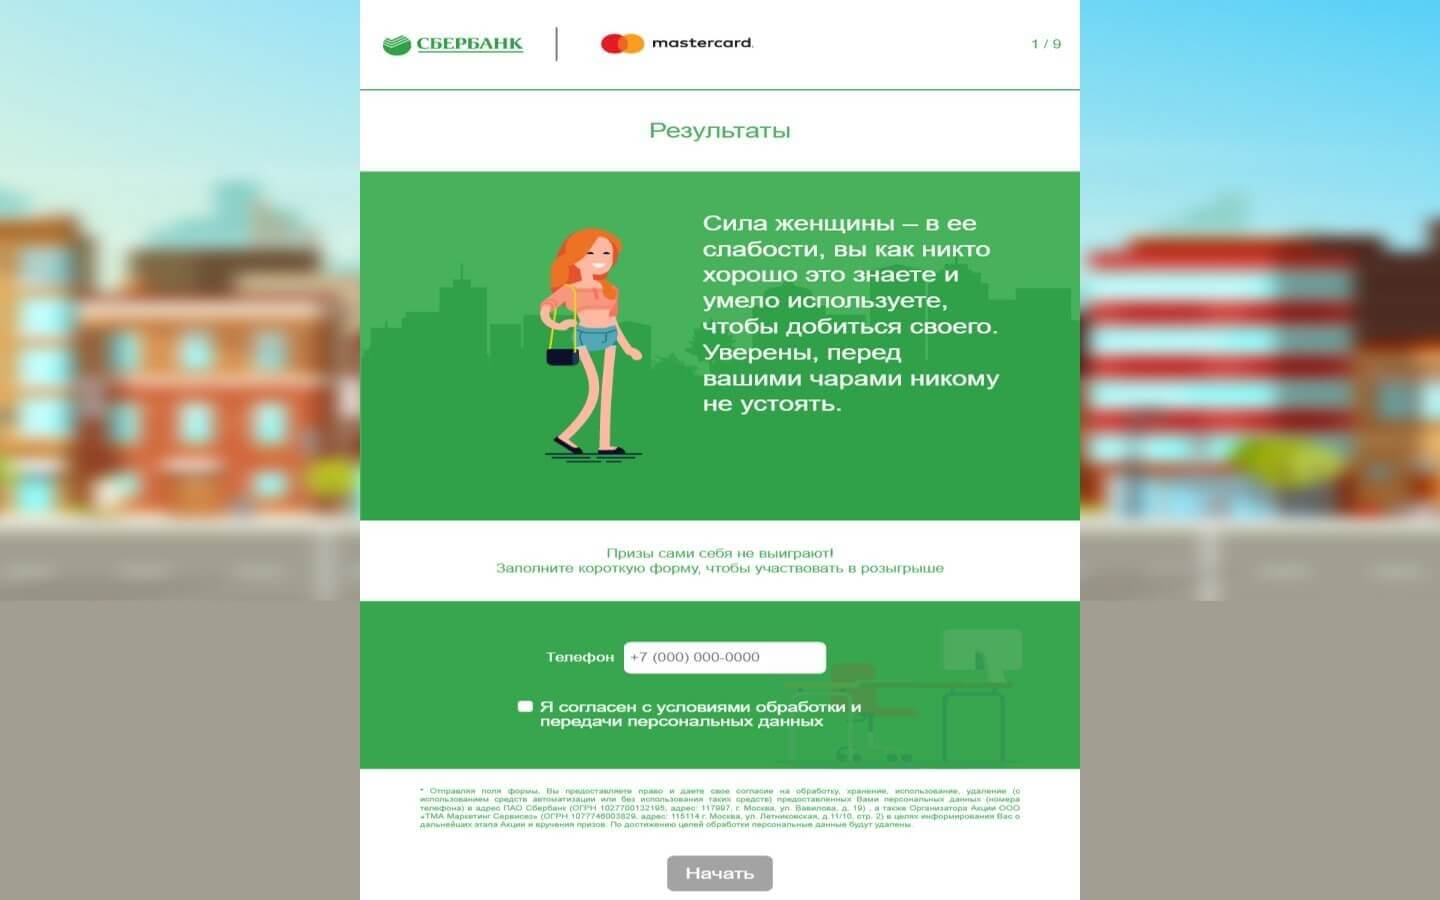 СБЕРБАНК
mastercard.
1 / 9
Результаты
Сила женщины – в ее
слабости, вы как никто
хорошо это знаете и
умело используете,
чтобы добиться своего.
Уверены, перед
вашими чарами никому
не устоять.
Призы сами себя не выиграют!
Заполните короткую форму, чтобы участвовать в розыгрыше
Телефон
+7 (000) 000-0000
Я согласен с условиями обработки и
передачи персональных данных
* Отправляя поля формы, Вы предоставляете право и даете свое согласие на обработку, хранение, использование, удаление (с
использованием средств автоматизации или без использования таких средств) предоставленных Вами персональных данных (номера
телефона) в адрес ПАО Сбербанк (ОГРН 1027700132195, адрес: 117997, г. Москва, ул. Вавилова, д. 19) , а также Организатора Акции ООО
«ТМА Маркетинг Сервисез» (ОГРН 1077746003829, адрес: 115114 г. Москва, ул. Летниковская, д.11/10, стр. 2) в целях информирования Вас о
дальнейших этапа Акции и вручения призов. По достижению целей обработки персональные данные будут удалены.
Начать